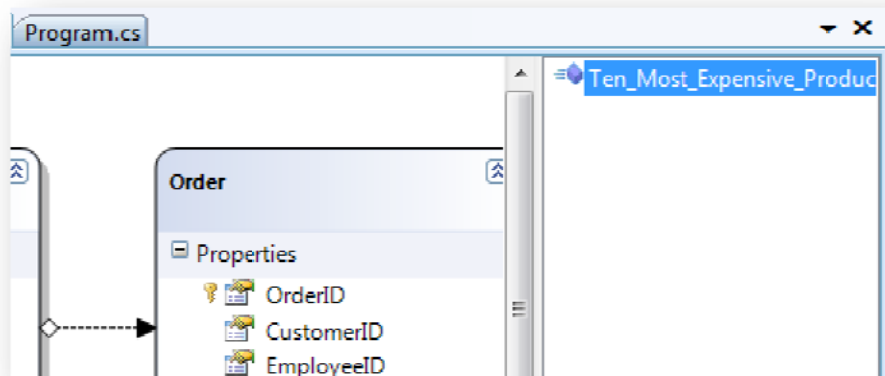 Program.cs
Ten_Most_Expensive_Produc
Order
Properties
OrderID
CustomerID
EmployeeID